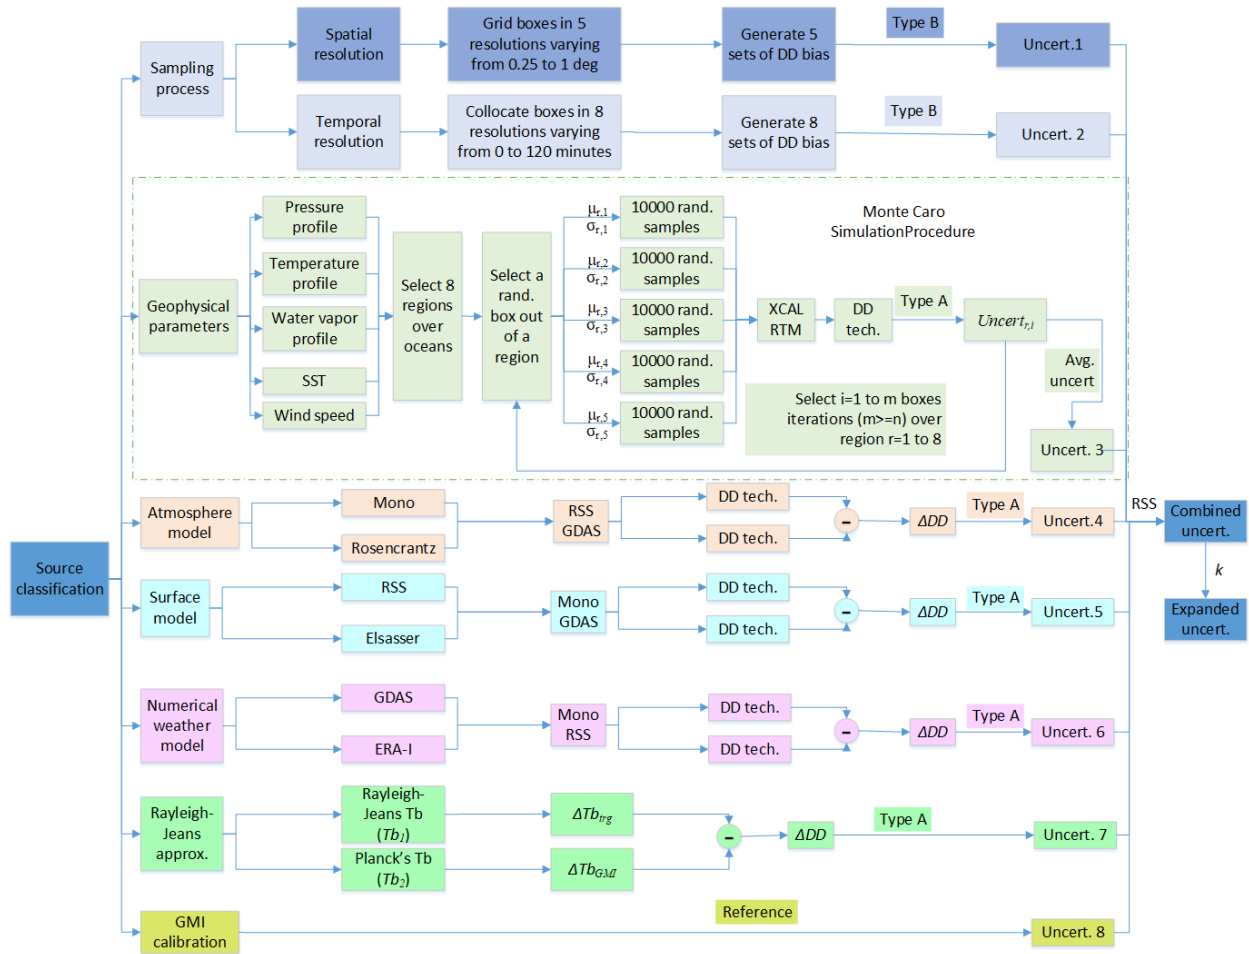 Spatial
resolution
Grid boxes in 5
resolutions varying
from 0.25 to 1 deg
Generate 5
sets of DD bias
Type B
Uncert.1
Sampling
process
Temporal
resolution
Collocate boxes in 8
resolutions varying
from 0 to 120 minutes
Generate 8
sets of DD bias
Type B
Uncert. 2
Monte Caro
SimulationProcedure
Geophysical
parameters
Pressure
profile
Temperature
profile
Water vapor
profile
SST
Wind speed
Select 8
regions
over
oceans
Select a
rand.
box out
of a
region
μr,1
σr,1
10000 rand.
samples
μr,2
σr,2
10000 rand.
samples
μr,3
σr,3
10000 rand.
samples
μr,4
σr,4
10000 rand.
samples
μr,5
σr,5
10000 rand.
samples
XCAL
RTM
DD
tech.
Type A
Uncertr,i
Avg.
uncert
Select i=1 to m boxes
iterations (m>=n) over
region r=1 to 8
Uncert. 3
Source
classification
Atmosphere
model
Mono
Rosencrantz
RSS
GDAS
DD tech.
DD tech.
-
ΔDD
Type A
Uncert.4
RSS
Combined
uncert.
k
Expanded
uncert.
Surface
model
RSS
Elsasser
Mono
GDAS
DD tech.
DD tech.
-
ΔDD
Type A
Uncert.5
Numerical
weather
model
GDAS
ERA-I
Mono
RSS
DD tech.
DD tech.
-
ΔDD
Type A
Uncert. 6
Rayleigh-
Jeans
approx.
Rayleigh-
Jeans Tb
(Tb1)
Planck's Tb
(Tb2)
ΔTbtrg
ΔTbGMI
-
ΔDD
Type A
Uncert. 7
GMI
calibration
Reference
Uncert. 8